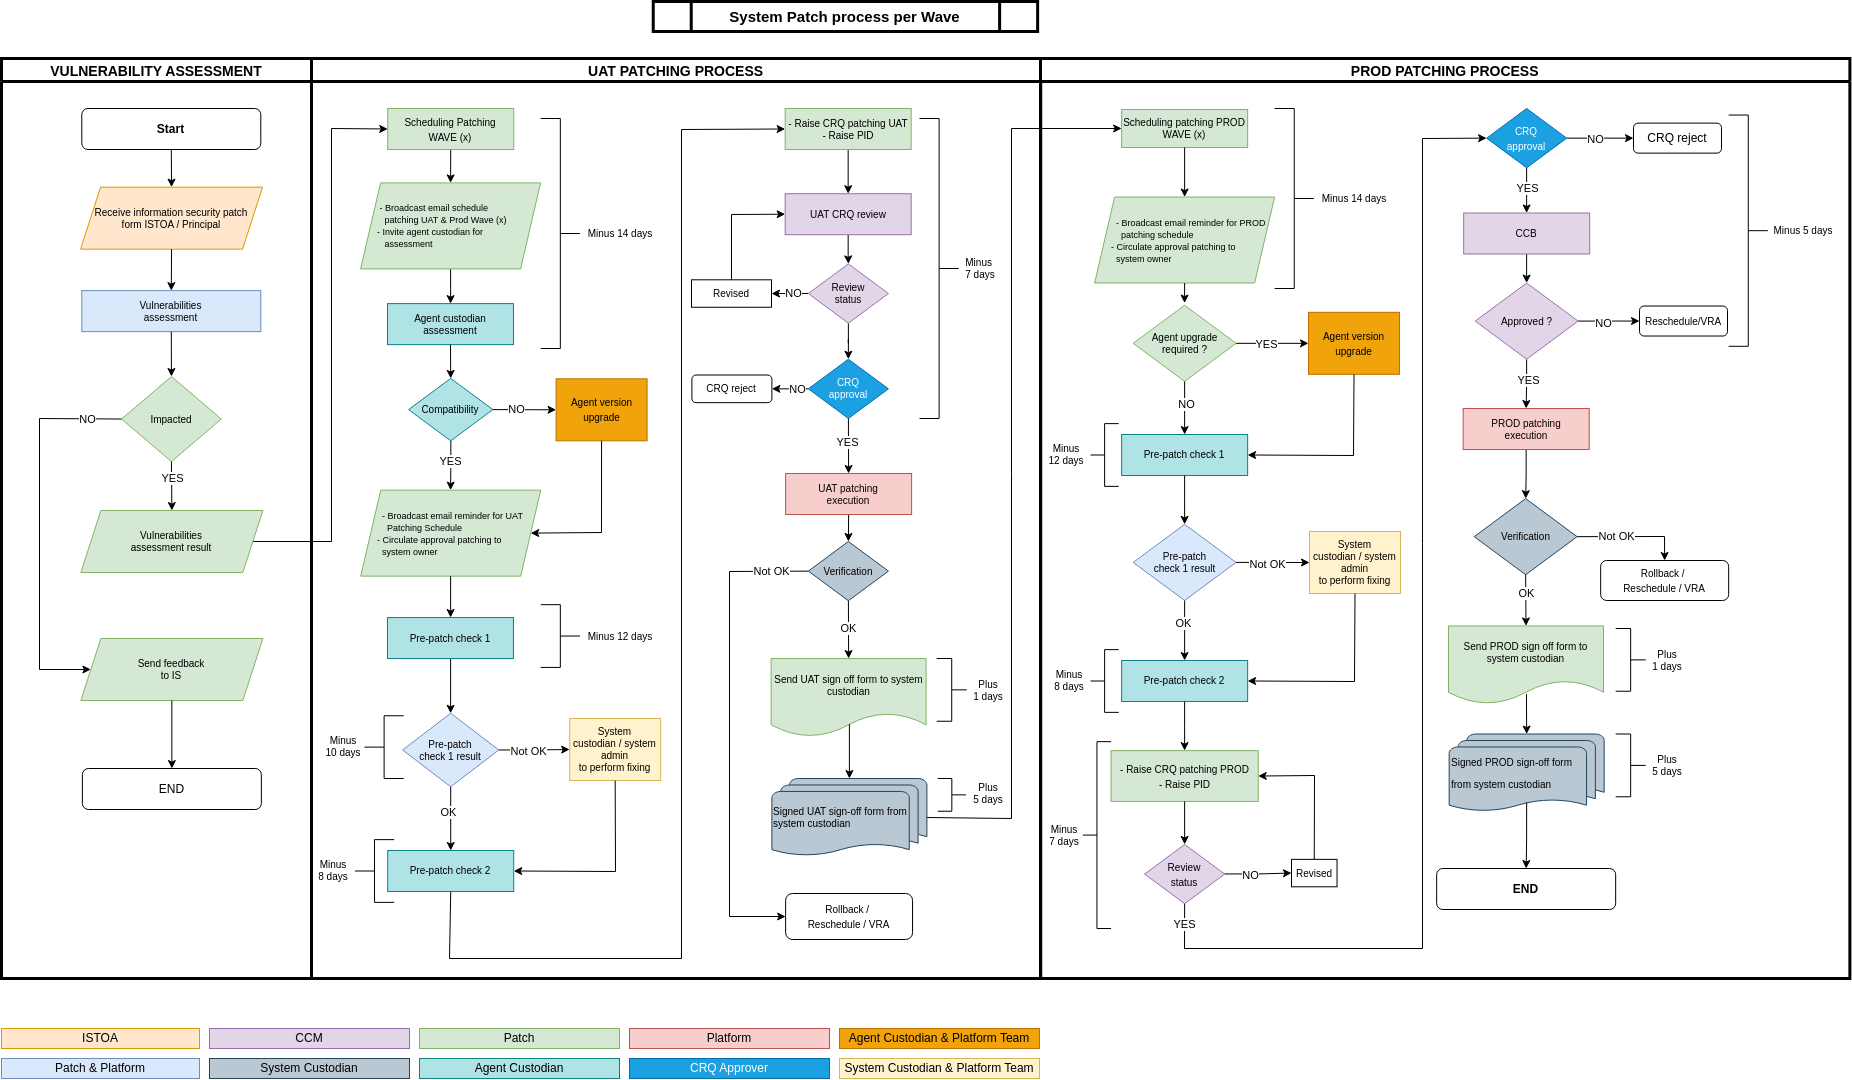 System Patch process per Wave
VULNERABILITY ASSESSMENT
UAT PATCHING PROCESS
PROD PATCHING PROCESS
Start
Receive information security patch
form ISTOA / Principal
Vulnerabilities
assessment
Impacted
NO
YES
Vulnerabilities
assessment result
Send feedback
to IS
END
Scheduling Patching
WAVE (x)
- Broadcast email schedule
patching UAT & Prod Wave (x)
- Invite agent custodian for
assessment
Minus 14 days
Agent custodian
assessment
Compatibility
NO
Agent version
upgrade
YES
- Broadcast email reminder for UAT
Patching Schedule
- Circulate approval patching to
system owner
Pre-patch check 1
Minus 12 days
Minus
10 days
Pre-patch
check 1 result
Not OK
System
custodian / system
admin
to perform fixing
OK
Minus
8 days
Pre-patch check 2
- Raise CRQ patching UAT
- Raise PID
UAT CRQ review
Minus
7 days
Revised
NO
Review
status
CRQ reject
NO
CRQ
approval
YES
UAT patching
execution
Not OK
Verification
OK
Send UAT sign off form to system
custodian
Plus
1 days
Signed UAT sign-off form from
system custodian
Plus
5 days
Rollback /
Reschedule / VRA
Scheduling patching PROD
WAVE (x)
- Broadcast email reminder for PROD
patching schedule
- Circulate approval patching to
system owner
Minus 14 days
Agent upgrade
required ?
YES
Agent version
upgrade
NO
Minus
12 days
Pre-patch check 1
Pre-patch
check 1 result
Not OK
System
custodian / system
admin
to perform fixing
OK
Minus
8 days
Pre-patch check 2
- Raise CRQ patching PROD
- Raise PID
Minus
7 days
Review
status
NO
Revised
YES
CRQ
approval
NO
CRQ reject
YES
CCB
Minus 5 days
Approved ?
NO
Reschedule/VRA
YES
PROD patching
execution
Verification
Not OK
Rollback /
Reschedule / VRA
OK
Send PROD sign off form to
system custodian
Plus
1 days
Signed PROD sign-off form
from system custodian
Plus
5 days
END
ISTOA
CCM
Patch
Platform
Agent Custodian & Platform Team
Patch & Platform
System Custodian
Agent Custodian
CRQ Approver
System Custodian & Platform Team